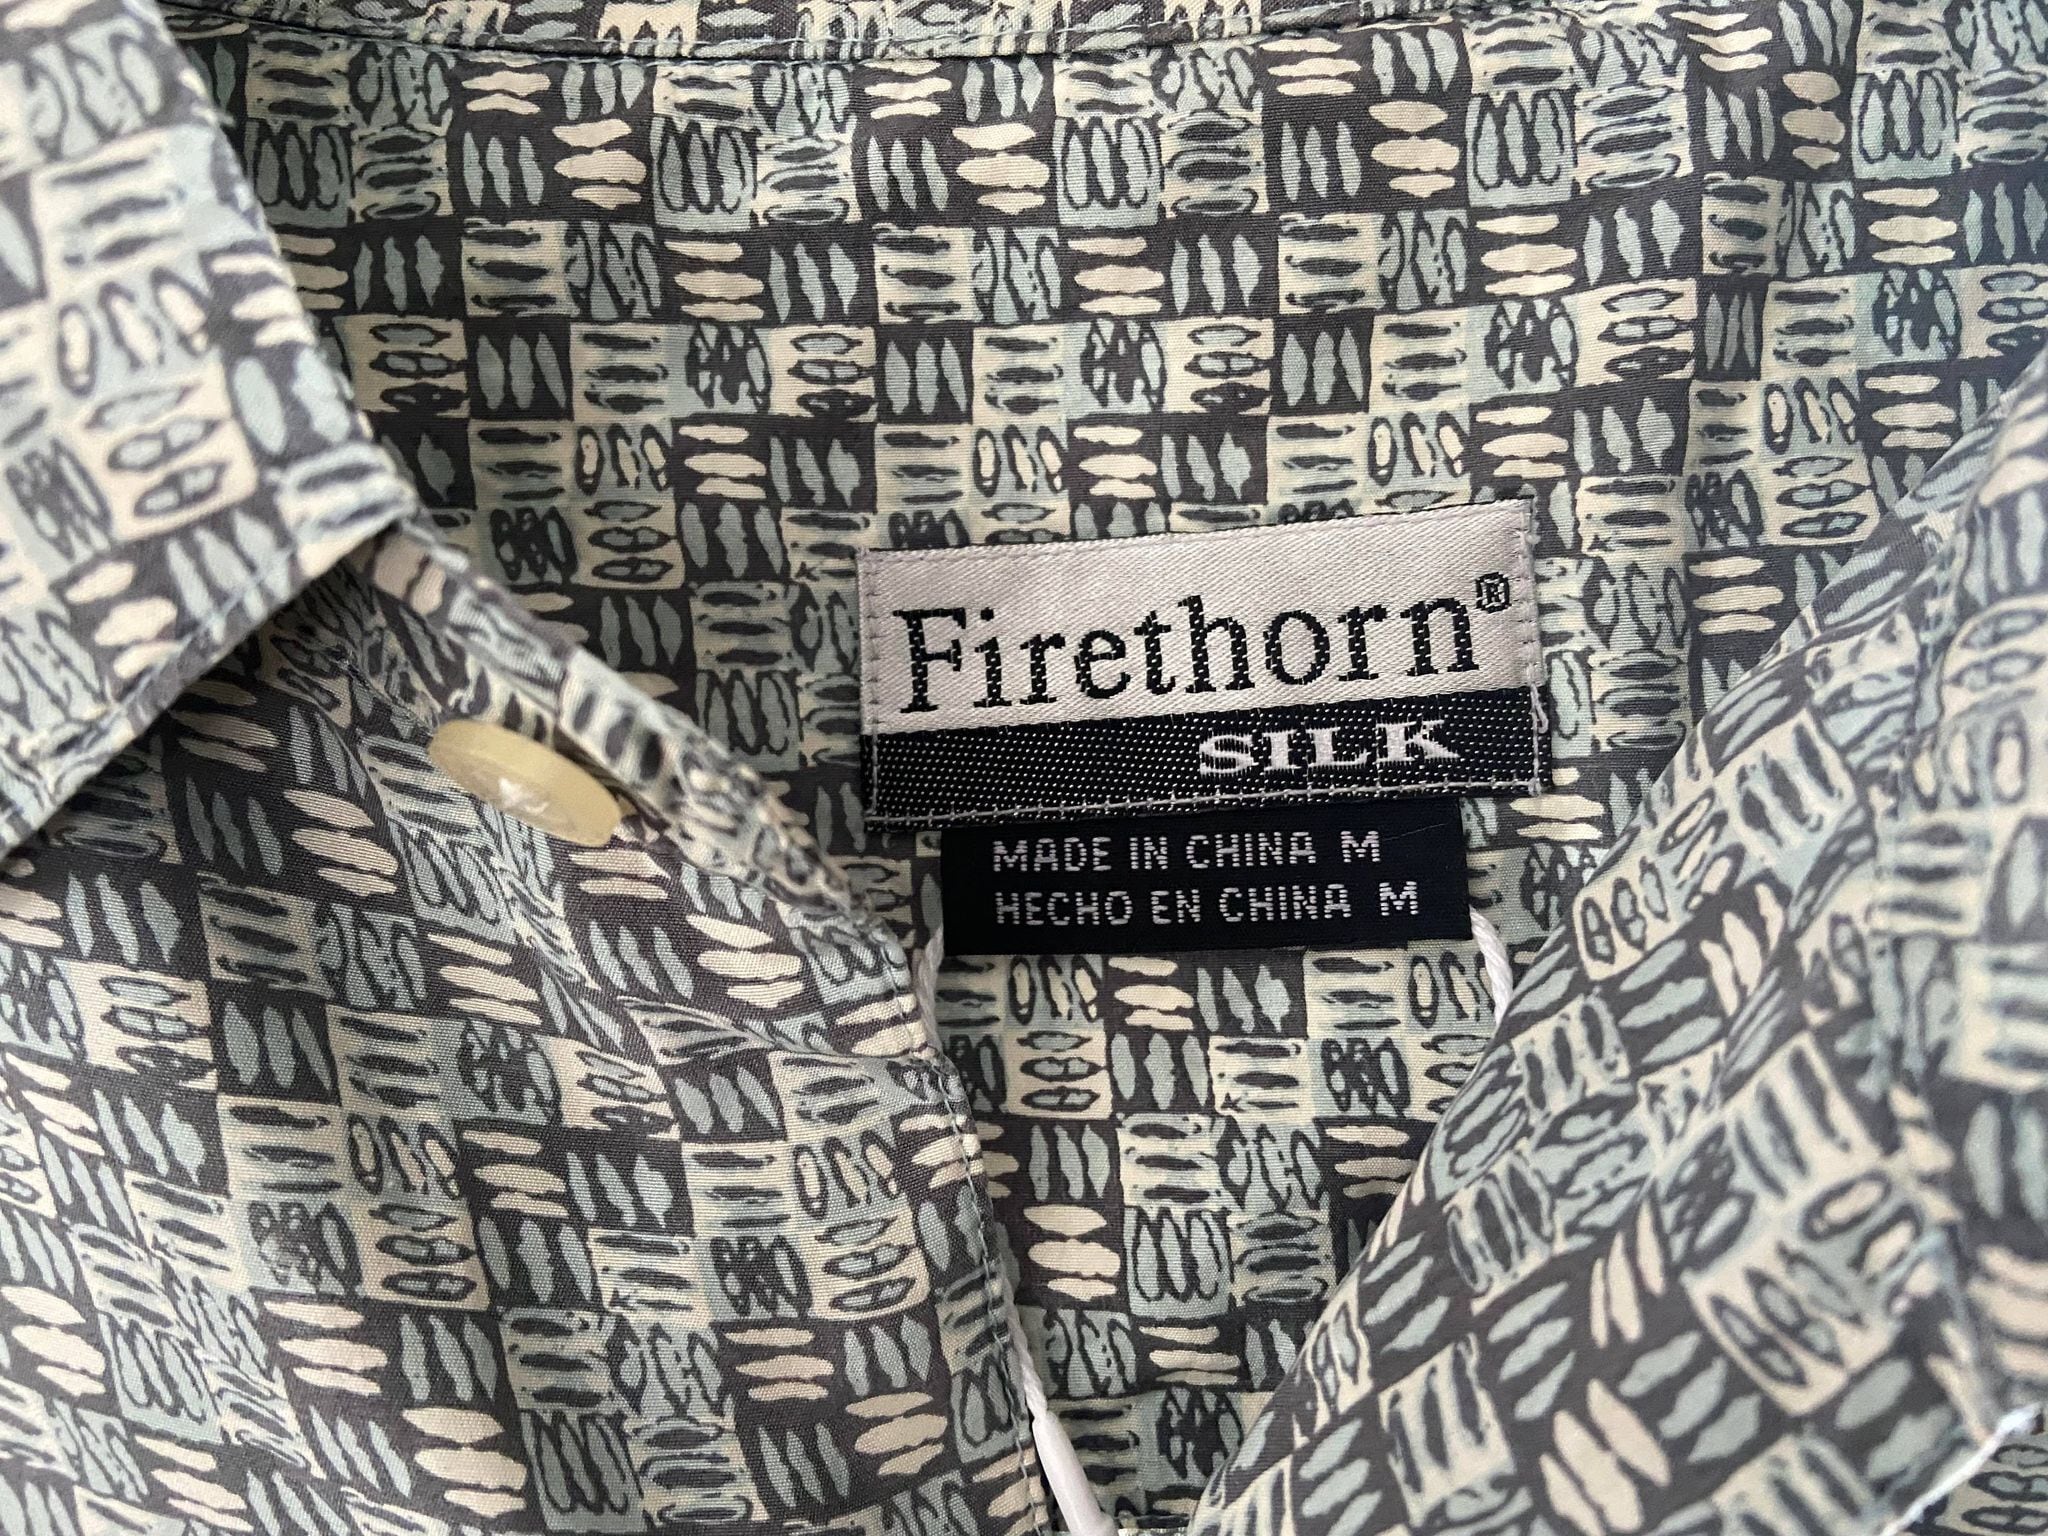 Firethorn®
SILK
MADE IN CHINA M
HECHO EN CHINA M